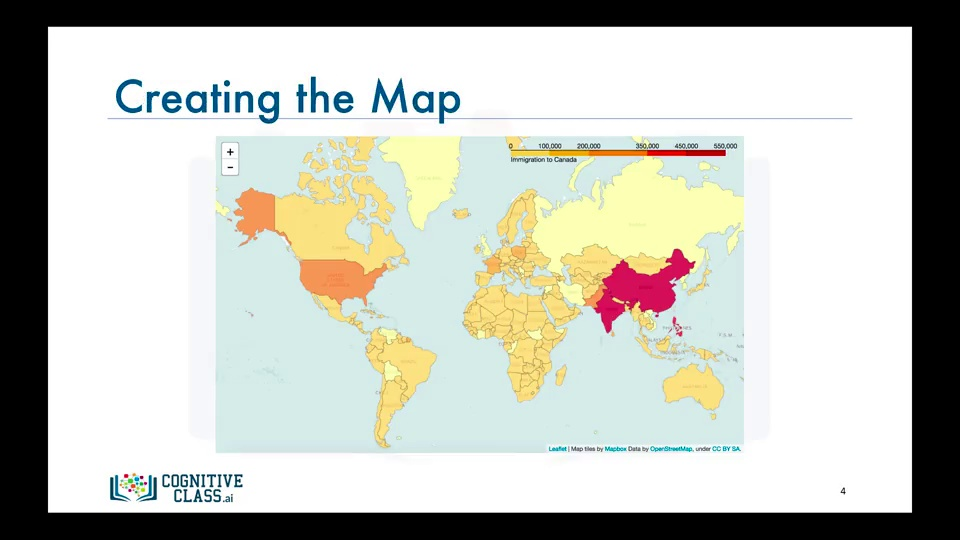 Creating the Map
+
−
0 100,000 200,000 350,000 450,000 550,000
Immigration to Canada
Leaflet | Map tiles by Mapbox Data by OpenStreetMap, under CC BY SA.
COGNITIVE
CLASS.ai
4